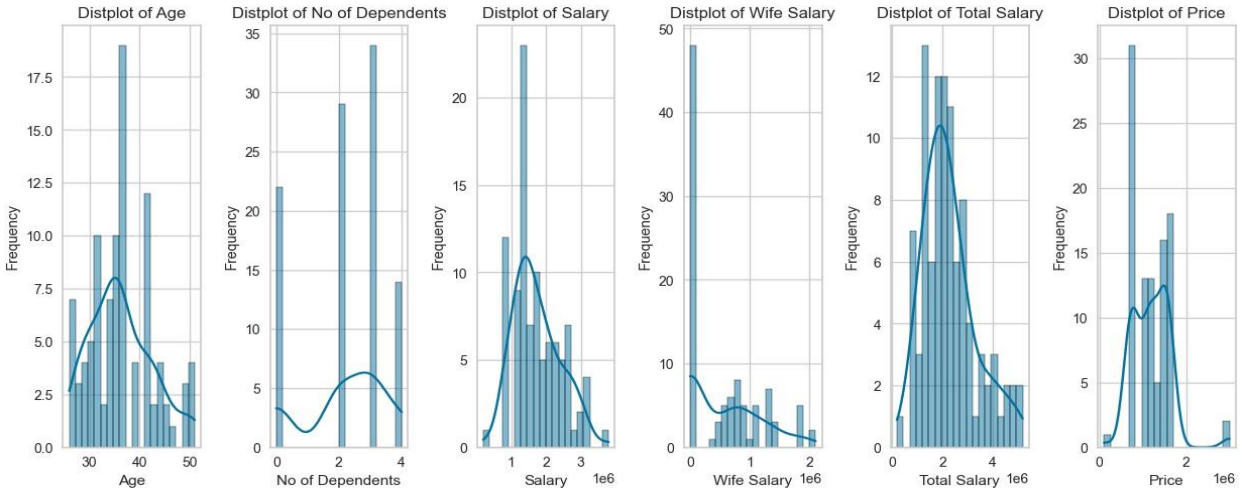 Distplot of Age
17.5
15.0
12.5
10.0
7.5
5.0
2.5
0.0
Frequency
30 40 50
Age
Distplot of No of Dependents
35
30
25
20
15
10
5
0
Frequency
0 2 4
No of Dependents
Distplot of Salary
20
15
10
5
0
Frequency
1 2 3
1e6
Salary
Distplot of Wife Salary
50
40
30
20
10
0
Frequency
0 1 2
1e6
Wife Salary
Distplot of Total Salary
12
10
8
6
4
2
0
Frequency
0 2 4
1e6
Total Salary
Distplot of Price
30
25
20
15
10
5
0
Frequency
2
1e6
Price